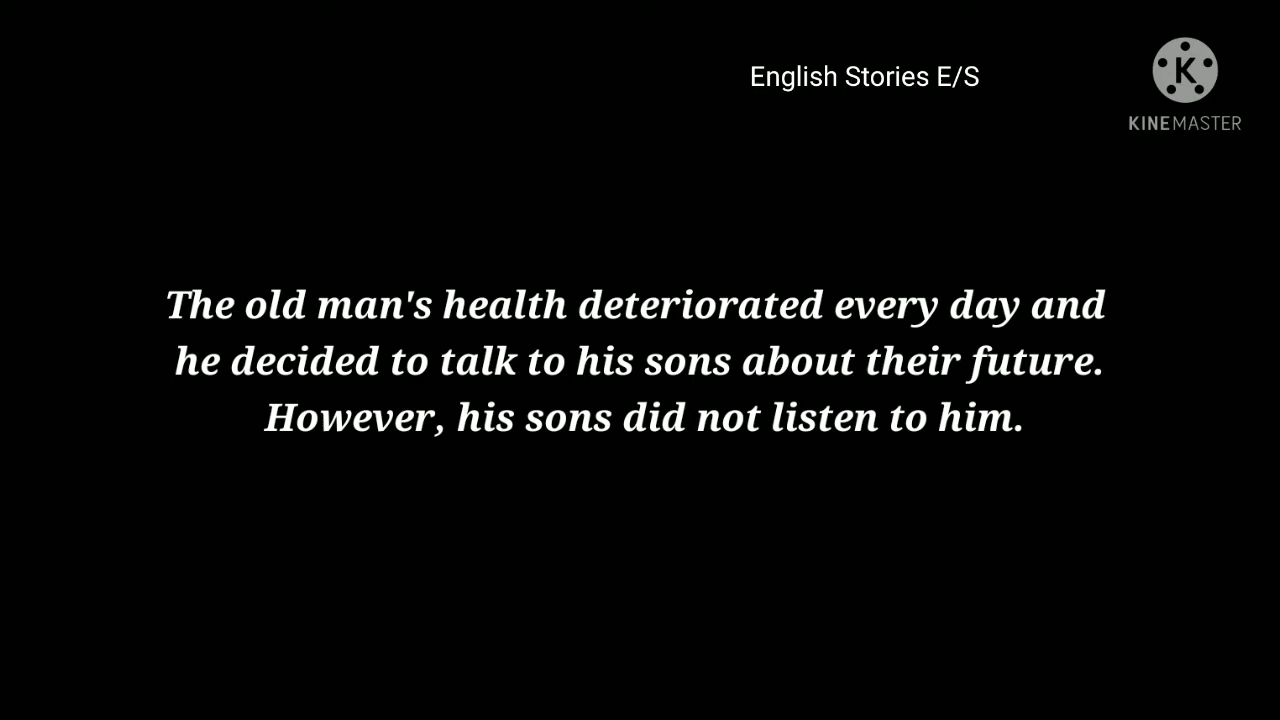 English Stories E/S
K
KINEMASTER
The old man's health deteriorated every day and
he decided to talk to his sons about their future.
However, his sons did not listen to him.